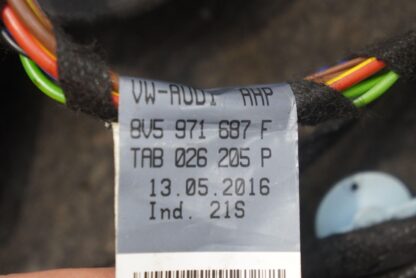 VW-AUDI AHP
8V5 971 687 F
TAB 026 205 P
13.05.2016
Ind. 21S